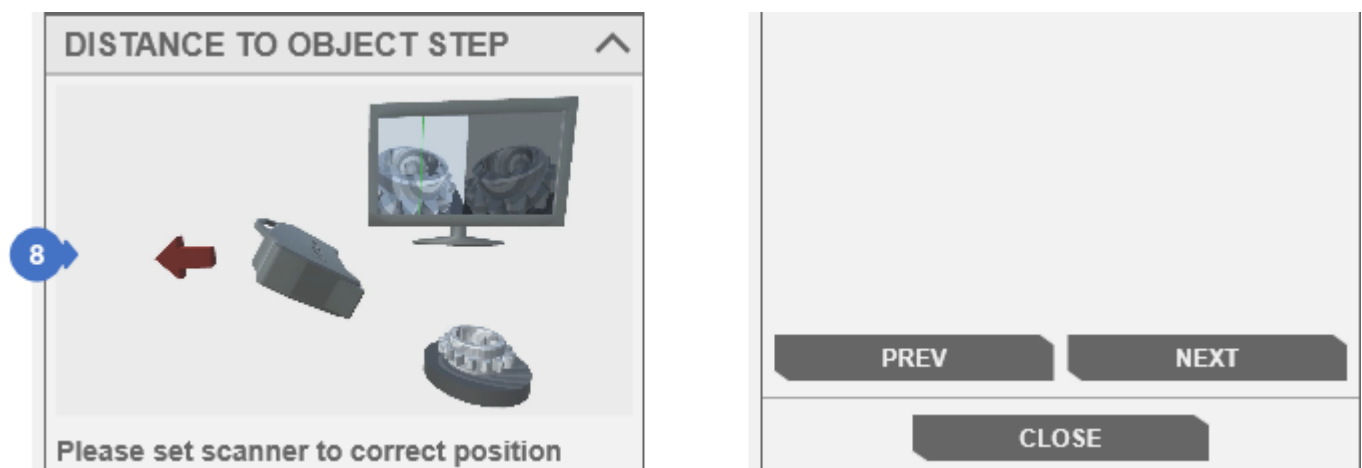 DISTANCE TO OBJECT STEP
8
Please set scanner to correct position
PREV
NEXT
CLOSE